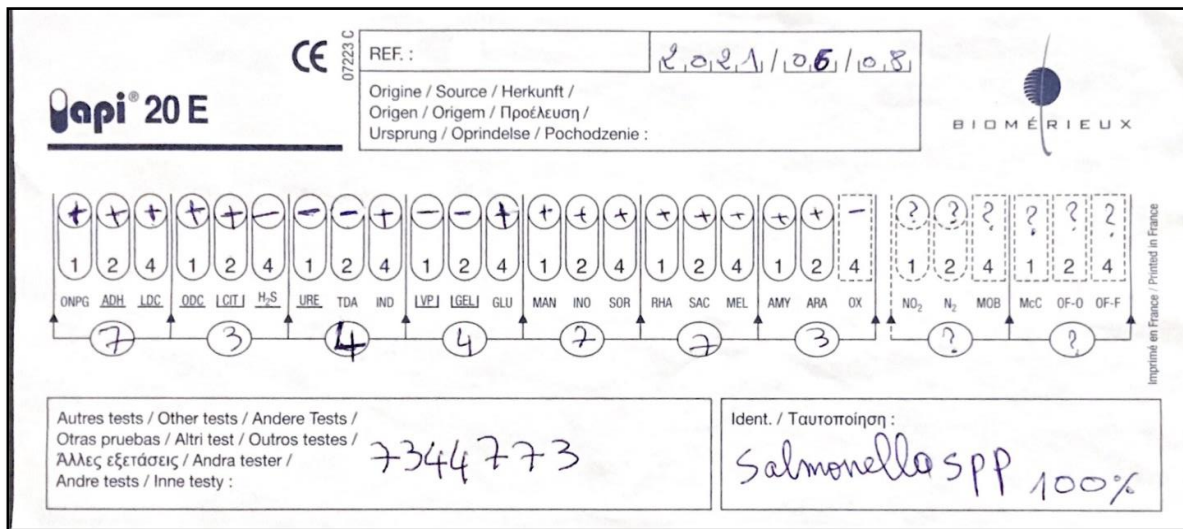 CE 07223 C
REF. : 2021/06/08
api® 20 E
Origine / Source / Herkunft /
Origen / Origem / Προέλευση /
Ursprung / Oprindelse / Pochodzenie :
BIOMÉRIEUX
+ + + + + - - - + - - + + + + + + + + + - ? ? ? ? ? ?
1 2 4 1 2 4 1 2 4 1 2 4 1 2 4 1 2 4 1 2 4 1 2 4 1 2 4
ONPG ADH LDC ODC CIT H₂S URE TDA IND VP GEL GLU MAN INO SOR RHA SAC MEL AMY ARA OX NO₂ N₂ MOB McC OF-O OF-F
7 3 4 4 7 7 3 ? ?
Imprimé en France / Printed in France
Autres tests / Other tests / Andere Tests /
Otras pruebas / Altri test / Outros testes /
Άλλες εξετάσεις / Andra tester /
Andre tests / Inne testy :
7344773
Ident. / Ταυτοποίηση :
Salmonella spp 100%